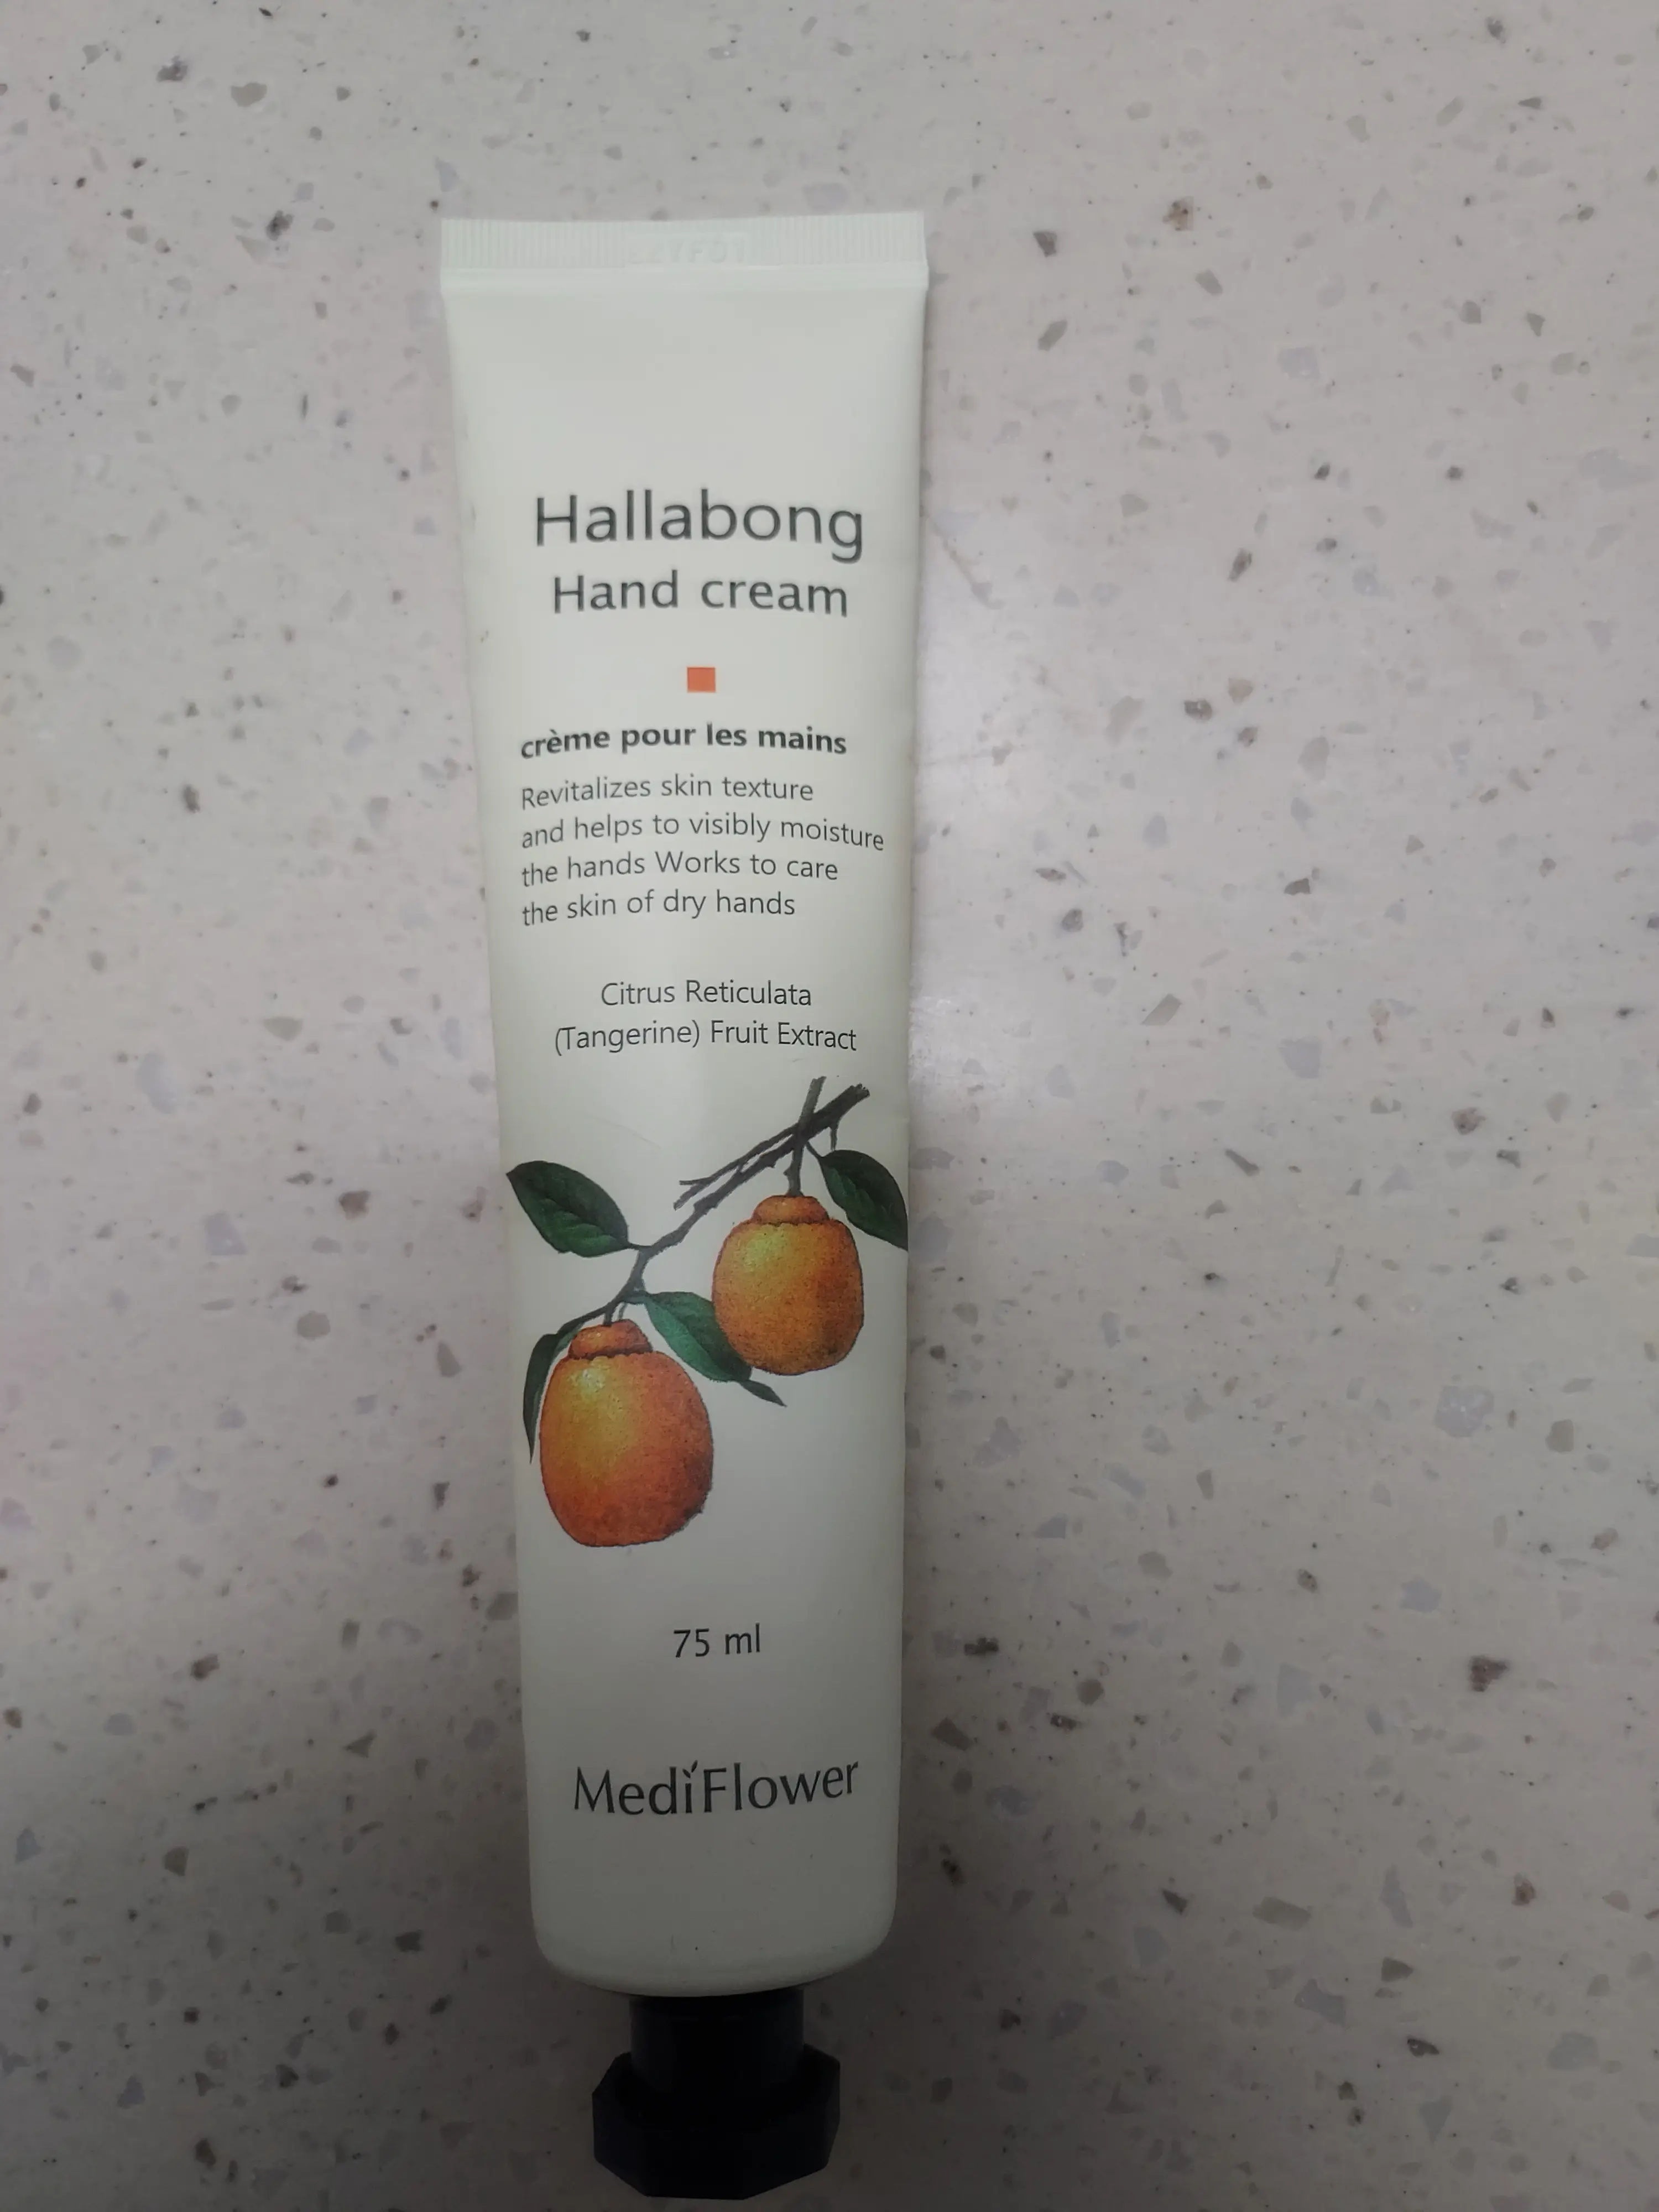 Hallabong
Hand cream
crème pour les mains
Revitalizes skin texture
and helps to visibly moisture
the hands Works to care
the skin of dry hands
Citrus Reticulata
(Tangerine) Fruit Extract
75 ml
MediFlower